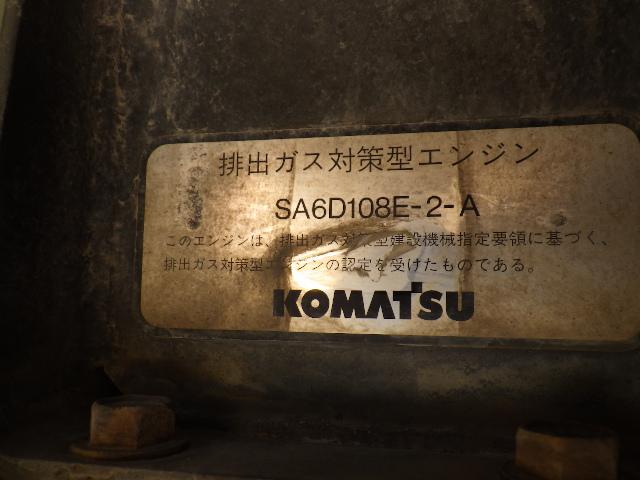 排出ガス対策型エンジン
SA6D108E-2-A
このエンジンは、排出ガス対策型建設機械指定要領に基づく、
排出ガス対策型エンジンの認定を受けたものである。
KOMATSU